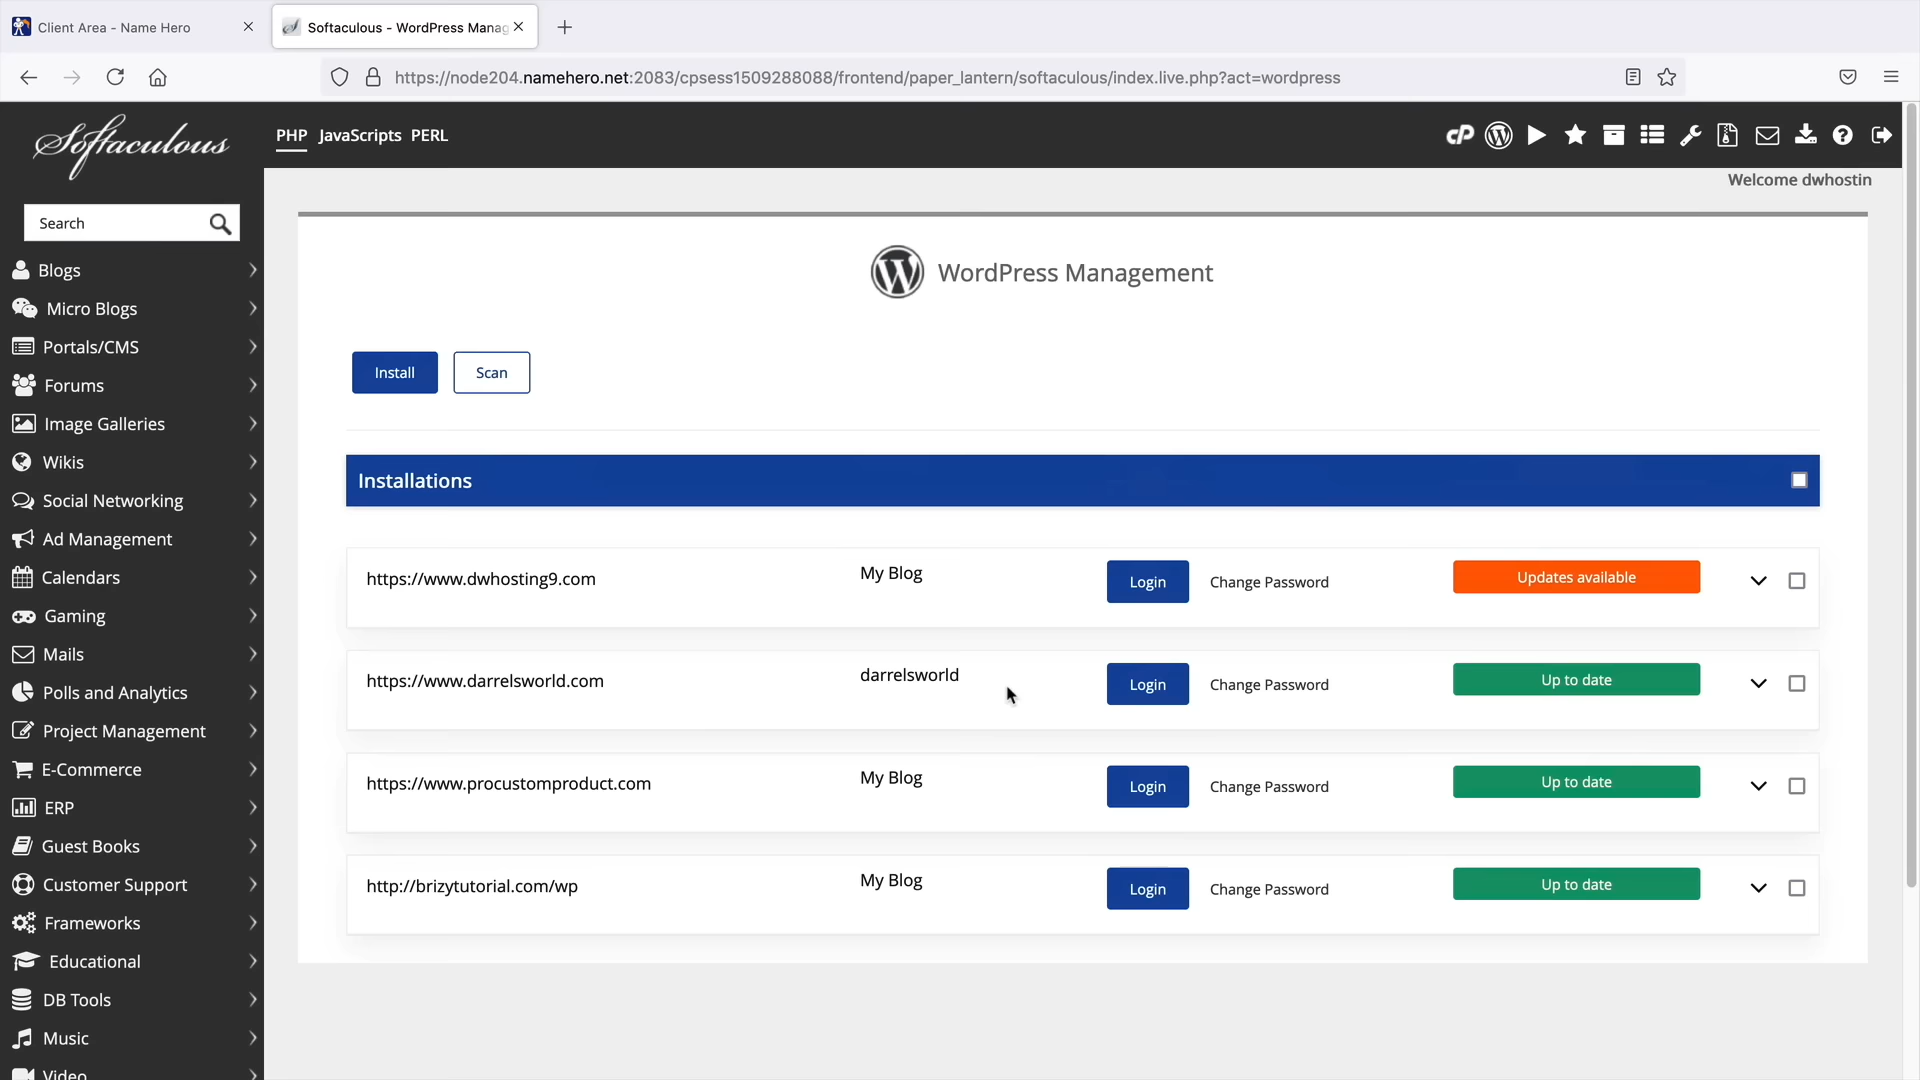 Client Area - Name Hero
Softaculous - WordPress Manag
https://node204.namehero.net:2083/cpsess1509288088/frontend/paper_lantern/softaculous/index.live.php?act=wordpress
Softaculous
PHP JavaScripts PERL
cP
Welcome dwhostin
Search
Blogs
Micro Blogs
Portals/CMS
Forums
Image Galleries
Wikis
Social Networking
Ad Management
Calendars
Gaming
Mails
Polls and Analytics
Project Management
E-Commerce
ERP
Guest Books
Customer Support
Frameworks
Educational
DB Tools
Music
Video
WordPress Management
Install Scan
Installations
https://www.dwhosting9.com My Blog Login Change Password Updates available
https://www.darrelsworld.com darrelsworld Login Change Password Up to date
https://www.procustomproduct.com My Blog Login Change Password Up to date
http://brizytutorial.com/wp My Blog Login Change Password Up to date